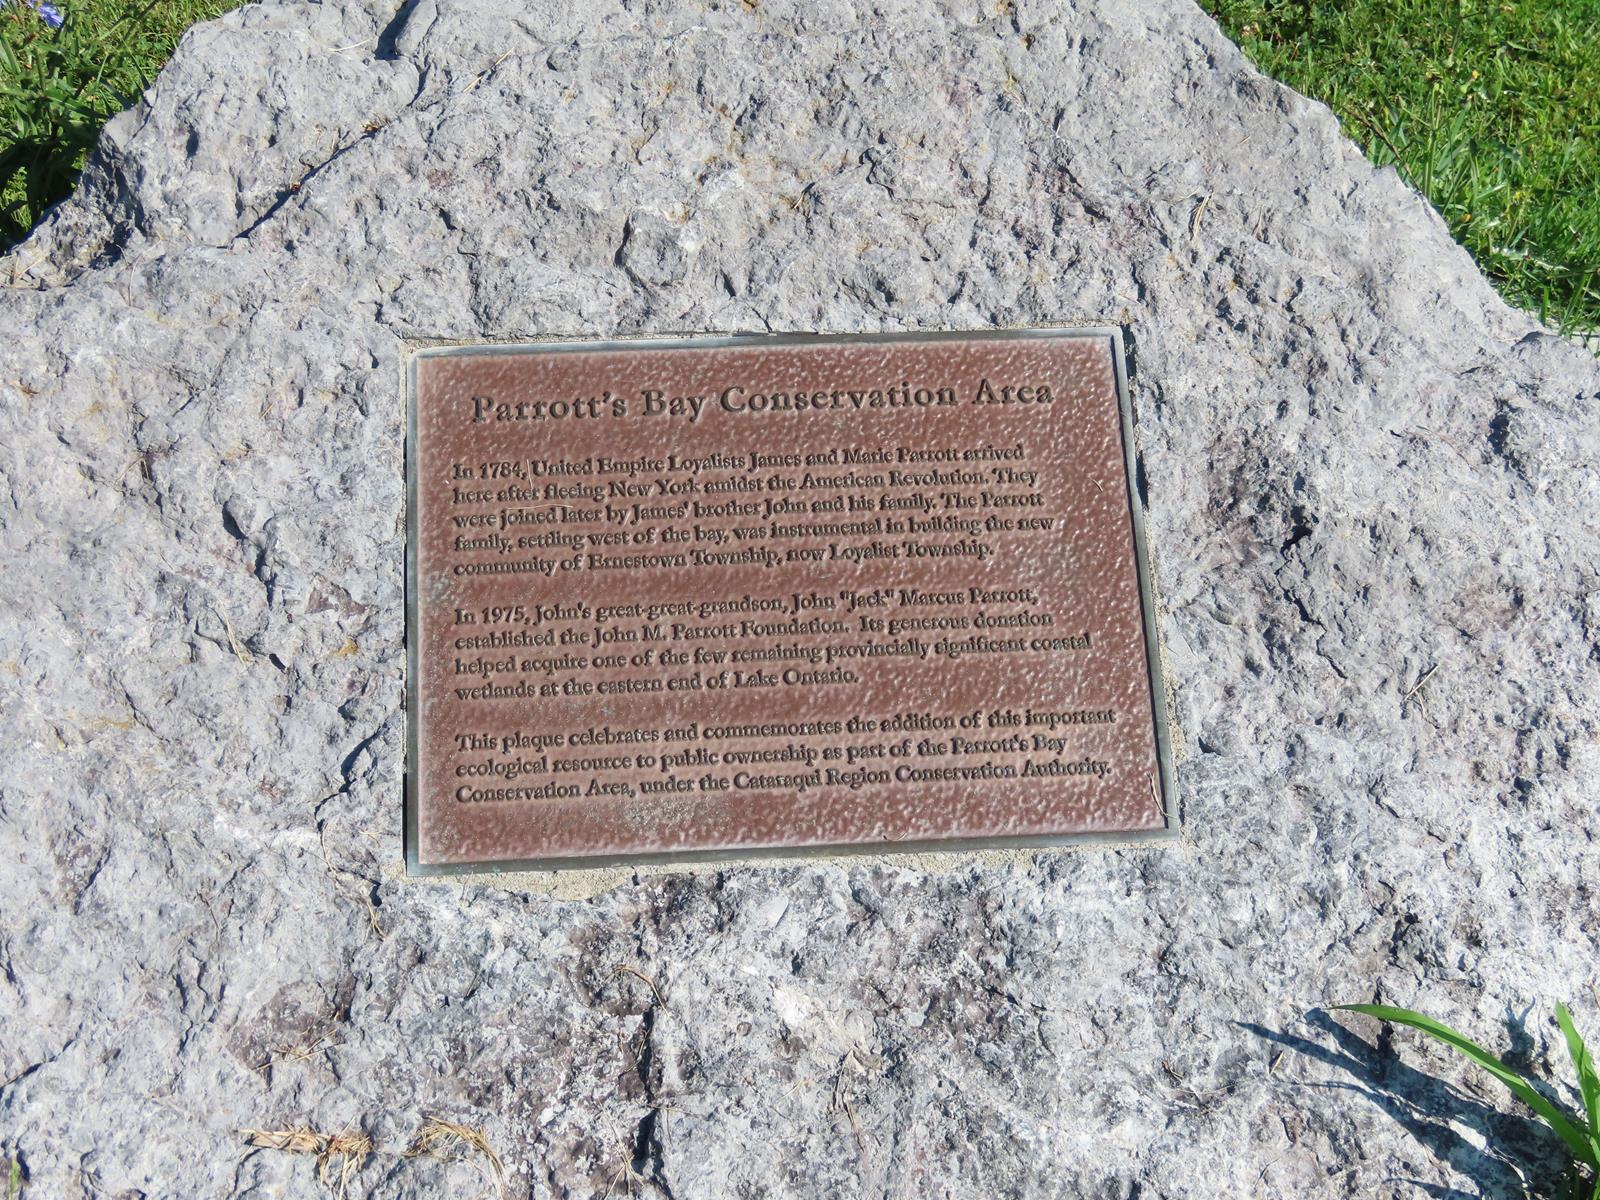 Parrott's Bay Conservation Area
In 1784, United Empire Loyalists James and Marie Parrott arrived
here after fleeing New York amidst the American Revolution. They
were joined later by James' brother John and his family. The Parrott
family, settling west of the bay, was instrumental in building the new
community of Ernestown Township, now Loyalist Township.
In 1975, John's great-great-grandson, John "Jack" Marcus Parrott,
established the John M. Parrott Foundation. Its generous donation
helped acquire one of the few remaining provincially significant coastal
wetlands at the eastern end of Lake Ontario.
This plaque celebrates and commemorates the addition of this important
ecological resource to public ownership as part of the Parrott's Bay
Conservation Area, under the Cataraqui Region Conservation Authority.